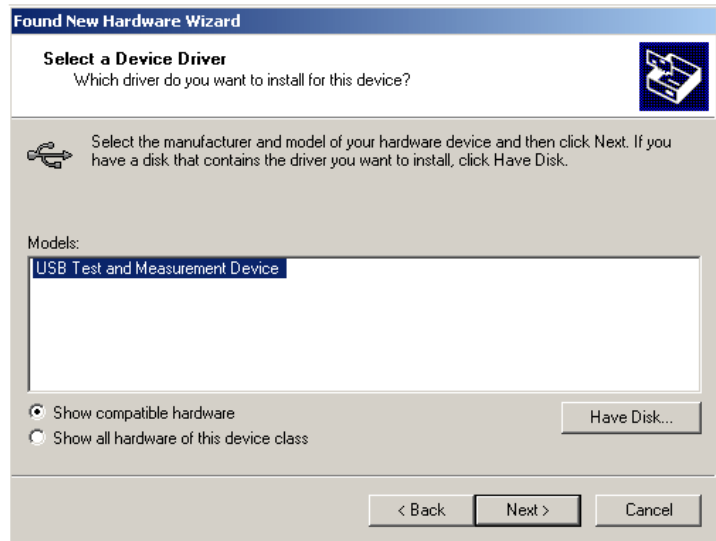 Found New Hardware Wizard
Select a Device Driver
Which driver do you want to install for this device?
Select the manufacturer and model of your hardware device and then click Next. If you
have a disk that contains the driver you want to install, click Have Disk.
Models:
USB Test and Measurement Device
Show compatible hardware
Have Disk...
Show all hardware of this device class
< Back
Next >
Cancel